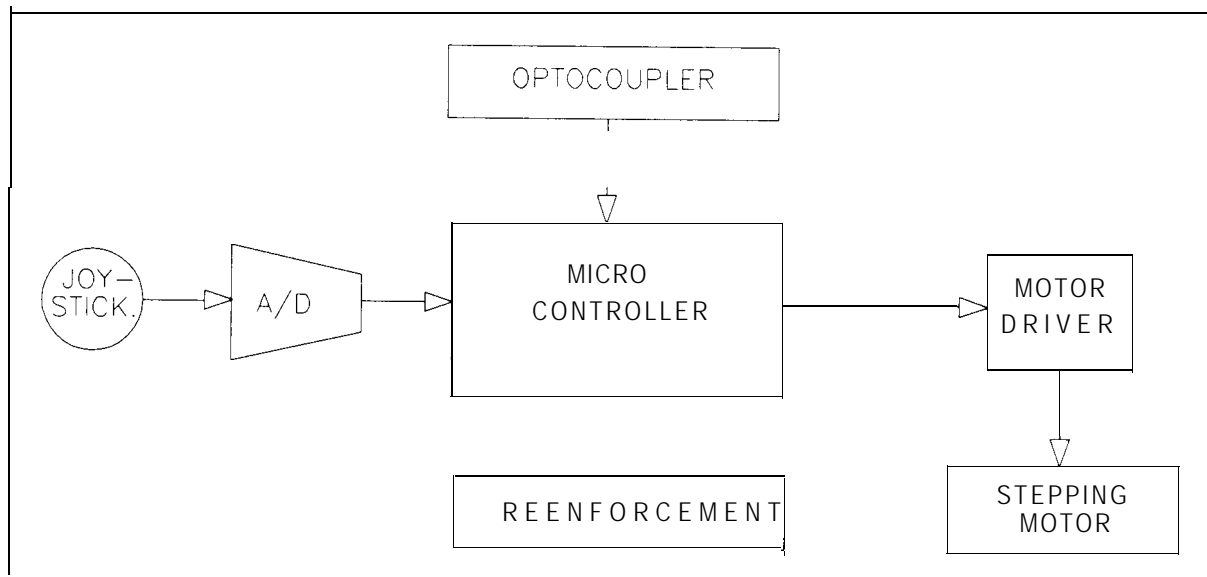 OPTOCOUPLER
JOY-
STICK.
A/D
MICRO
CONTROLLER
MOTOR
DRIVER
REENFORCEMENT
STEPPING
MOTOR